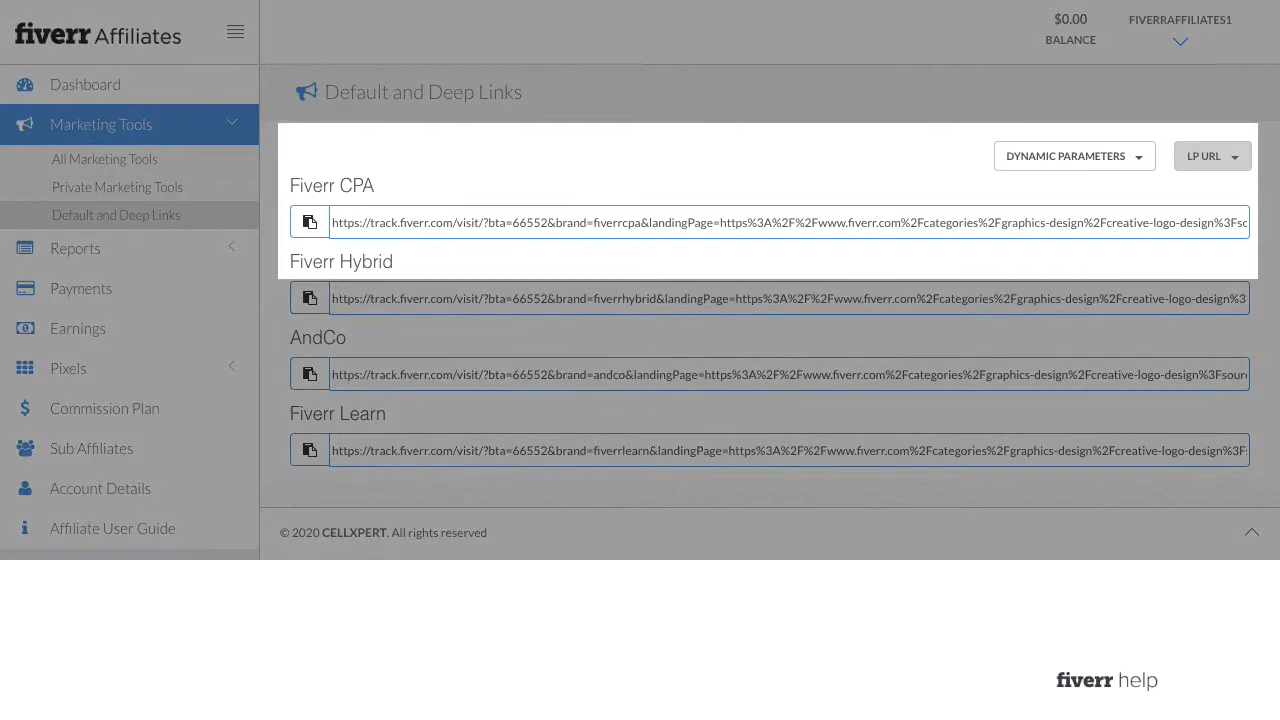 fiverr Affiliates
$0.00
BALANCE
FIVERRAFFILIATES1
Dashboard
Marketing Tools
All Marketing Tools
Private Marketing Tools
Default and Deep Links
Reports
Payments
Earnings
Pixels
Commission Plan
Sub Affiliates
Account Details
Affiliate User Guide
Default and Deep Links
DYNAMIC PARAMETERS
LP URL
Fiverr CPA
https://track.fiverr.com/visit/?bta=66552&brand=fiverrcpa&landingPage=https%3A%2F%2Fwww.fiverr.com%2Fcategories%2Fgraphics-design%2Fcreative-logo-design%3Fso
Fiverr Hybrid
https://track.fiverr.com/visit/?bta=66552&brand=fiverrhybrid&landingPage=https%3A%2F%2Fwww.fiverr.com%2Fcategories%2Fgraphics-design%2Fcreative-logo-design%3
AndCo
https://track.fiverr.com/visit/?bta=66552&brand=andco&landingPage=https%3A%2F%2Fwww.fiverr.com%2Fcategories%2Fgraphics-design%2Fcreative-logo-design%3Fsour
Fiverr Learn
https://track.fiverr.com/visit/?bta=66552&brand=fiverrlearn&landingPage=https%3A%2F%2Fwww.fiverr.com%2Fcategories%2Fgraphics-design%2Fcreative-logo-design%3F
© 2020 CELLXPERT. All rights reserved
fiverr help